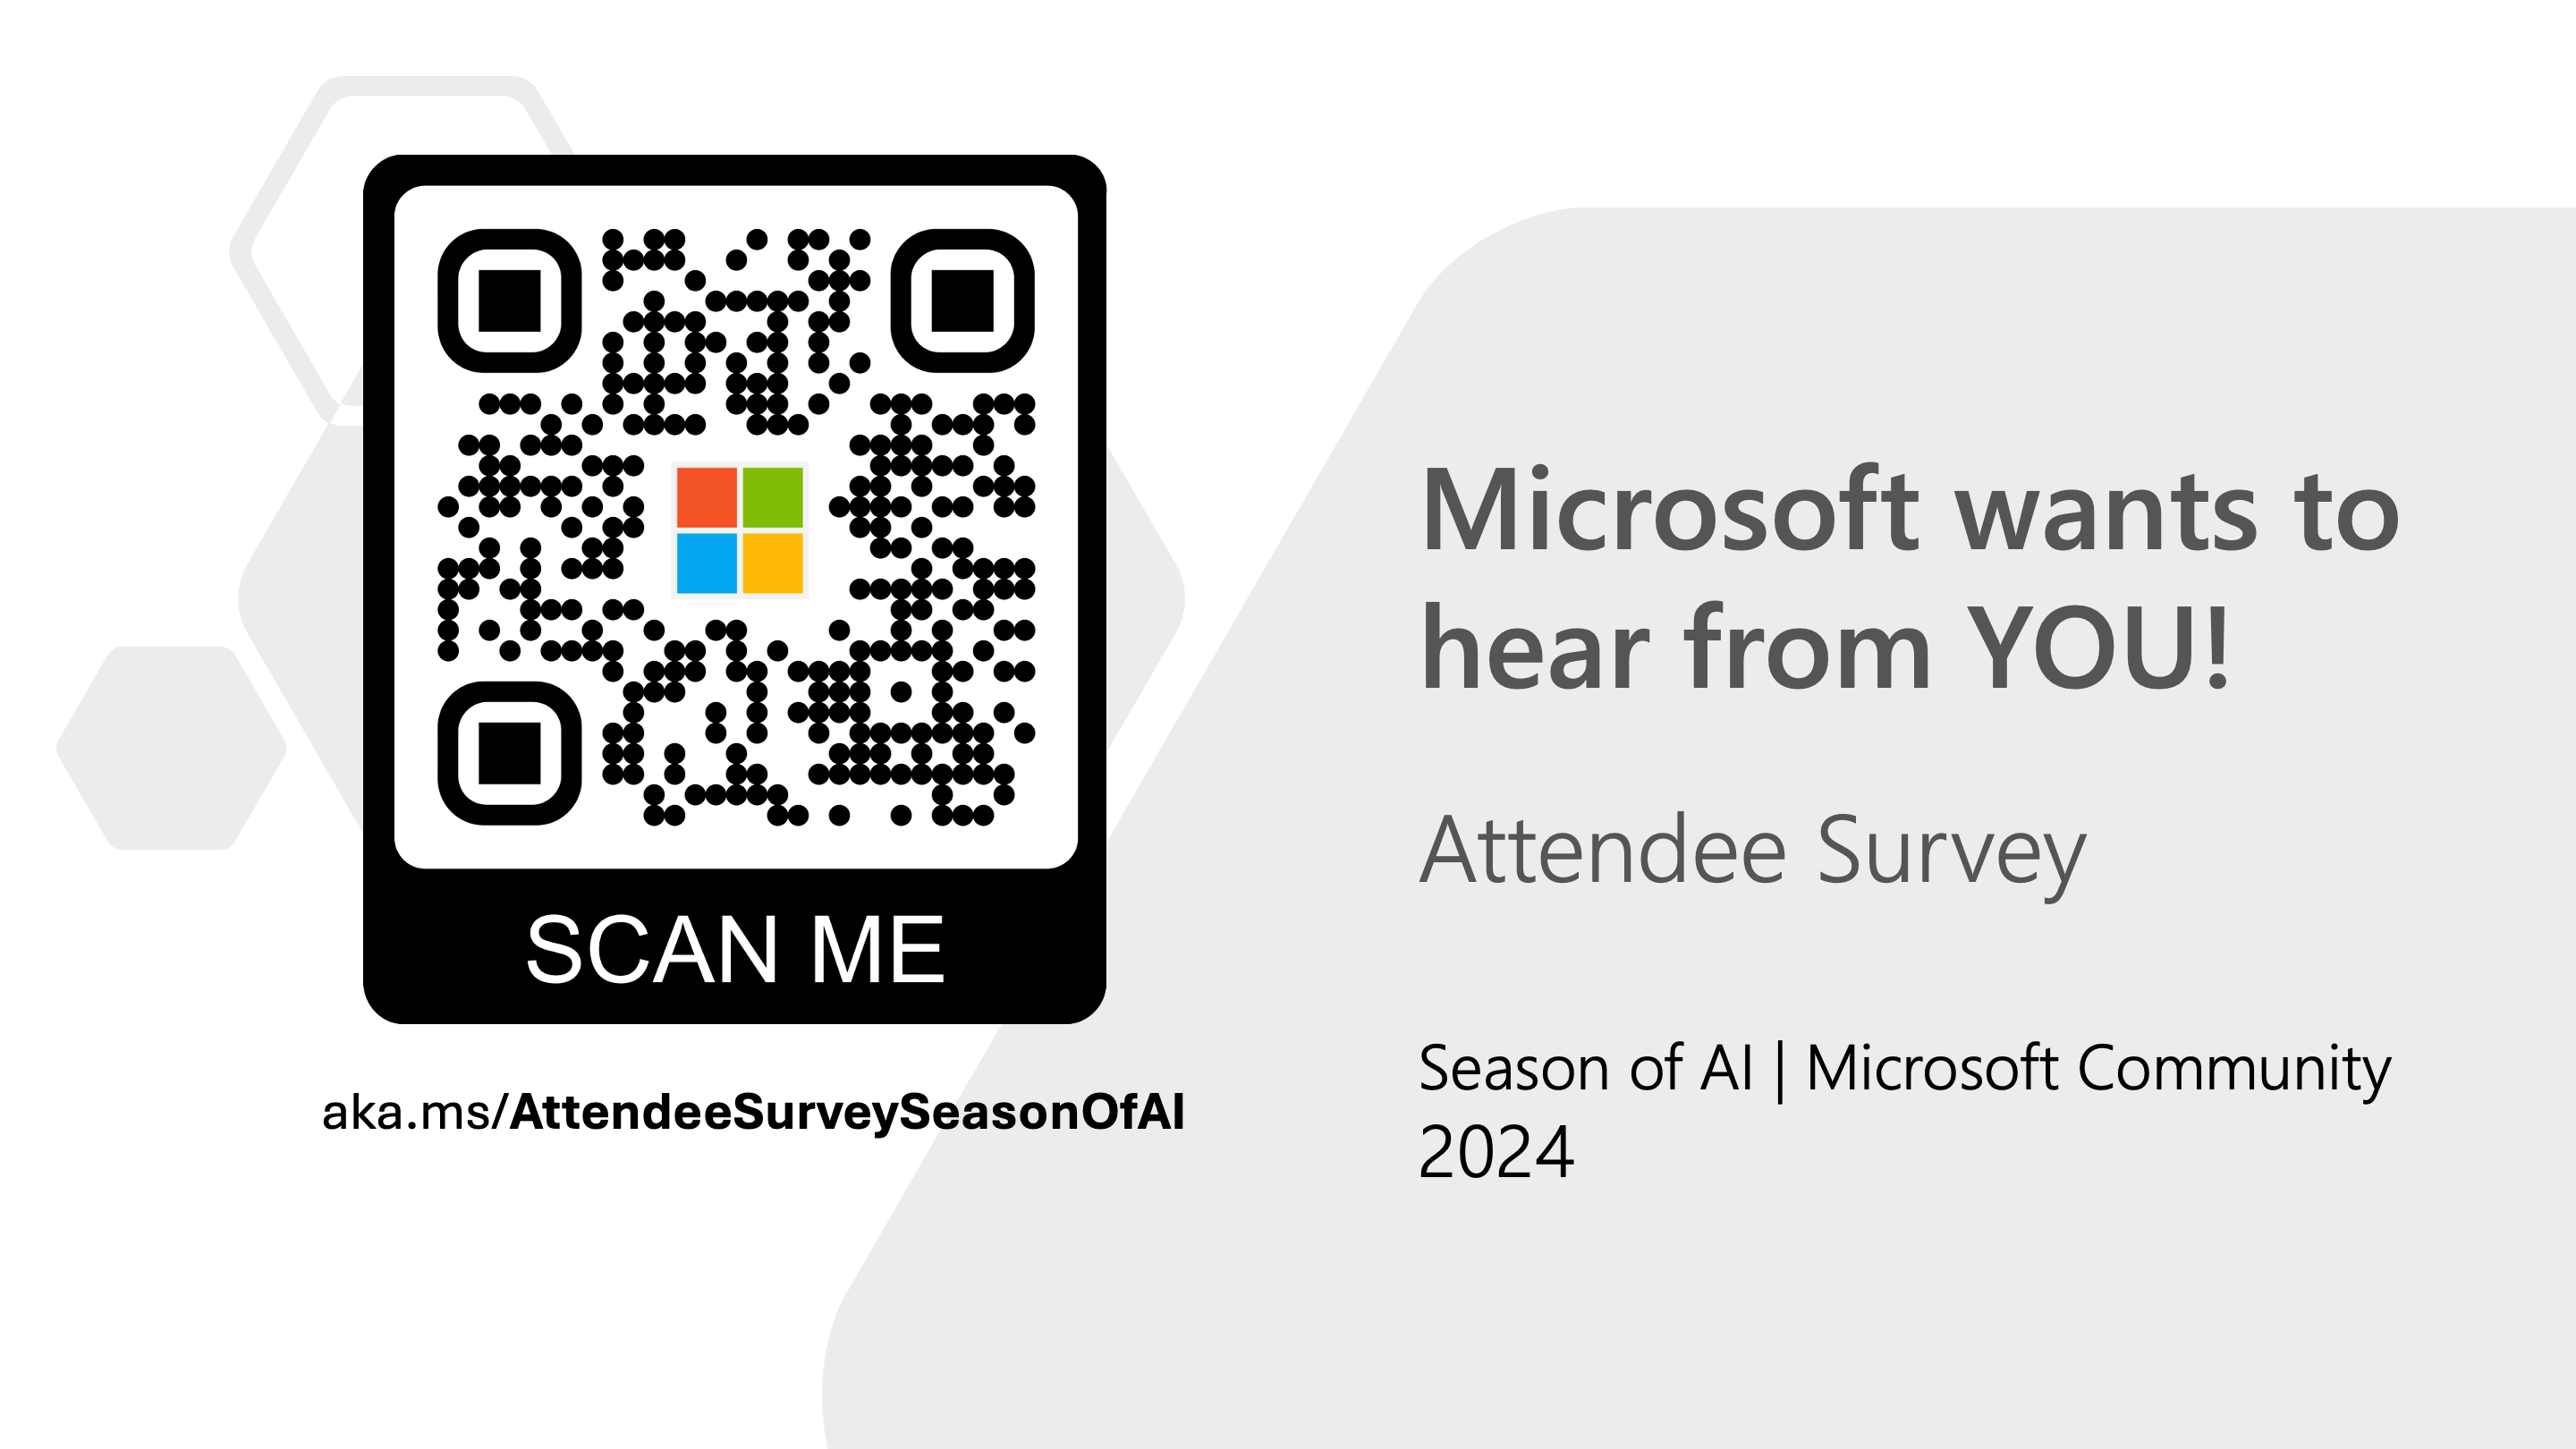 SCAN ME
aka.ms/AttendeeSurveySeasonOfAI
Microsoft wants to
hear from YOU!
Attendee Survey
Season of AI | Microsoft Community
2024